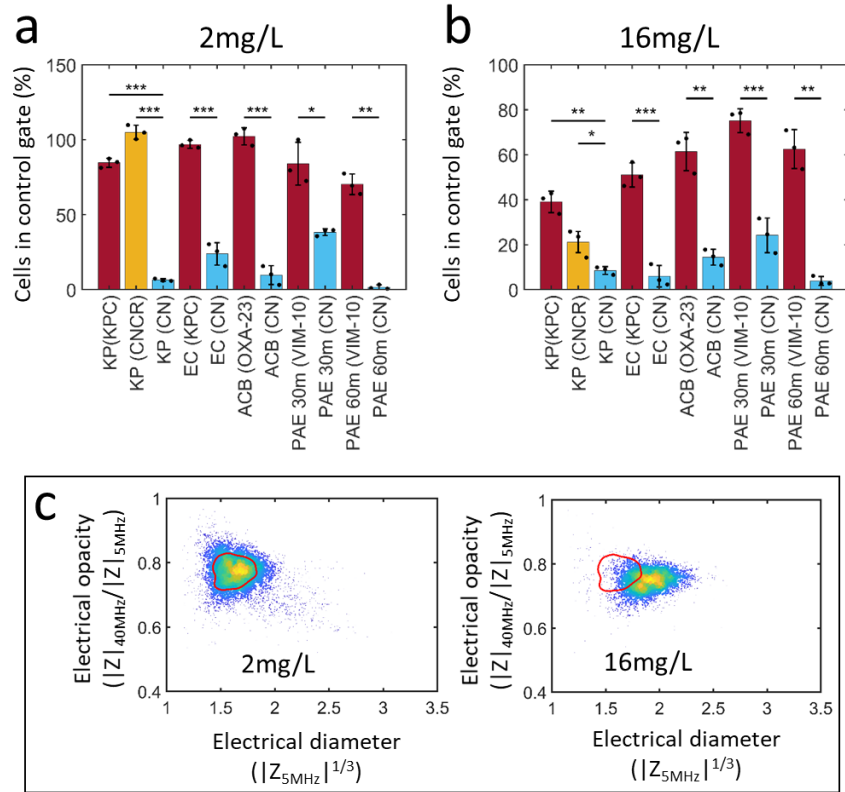 a
2mg/L
Cells in control gate (%)
150
100
50
0
***
***
***
***
*
**
KP(KPC)
KP (CNCR)
KP (CN)
EC (KPC)
EC (CN)
ACB (OXA-23)
ACB (CN)
PAE 30m (VIM-10)
PAE 30m (CN)
PAE 60m (VIM-10)
PAE 60m (CN)
b
16mg/L
Cells in control gate (%)
100
80
60
40
20
0
**
*
***
**
***
**
KP(KPC)
KP (CNCR)
KP (CN)
EC (KPC)
EC (CN)
ACB (OXA-23)
ACB (CN)
PAE 30m (VIM-10)
PAE 30m (CN)
PAE 60m (VIM-10)
PAE 60m (CN)
c
Electrical opacity
(|Z|40MHz/|Z|5MHz)
1
0.8
0.6
0.4
2mg/L
1
1.5
2
2.5
3
3.5
Electrical diameter
(|Z5MHz|1/3)
Electrical opacity
(|Z|40MHz/|Z|5MHz)
1
0.8
0.6
0.4
16mg/L
1
1.5
2
2.5
3
3.5
Electrical diameter
(|Z5MHz|1/3)